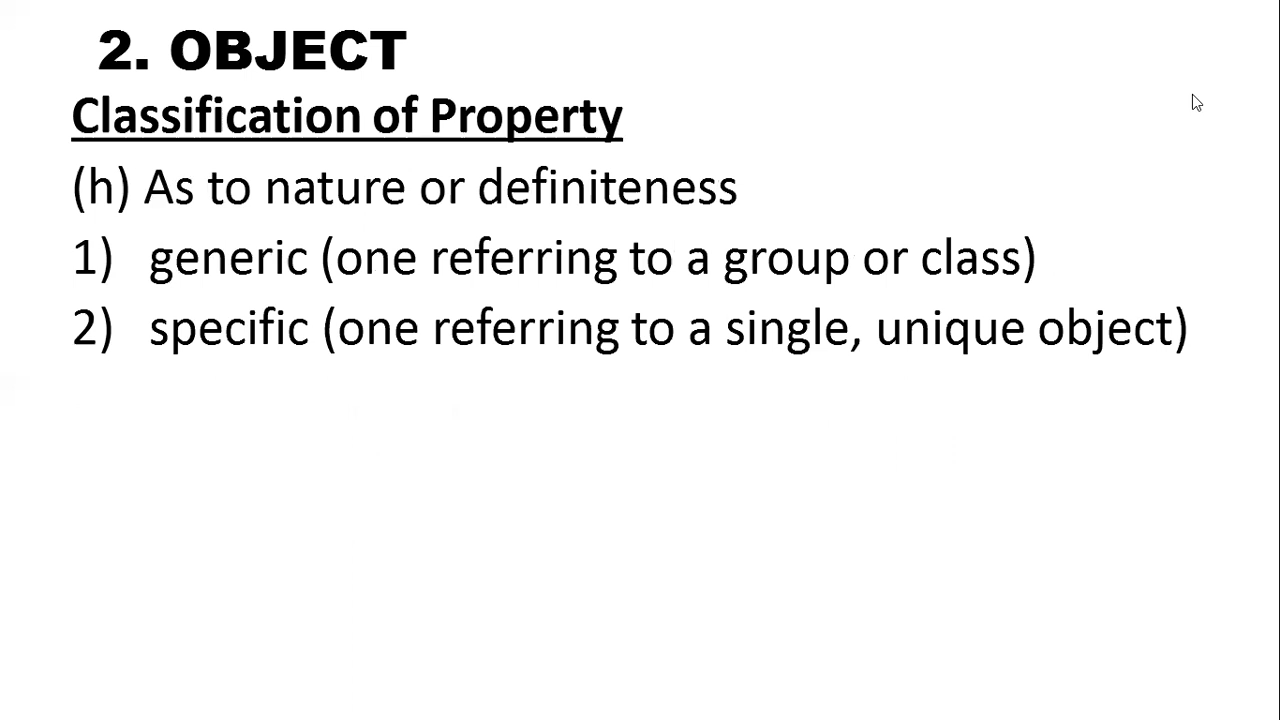 2. OBJECT
Classification of Property
(h) As to nature or definiteness
1) generic (one referring to a group or class)
2) specific (one referring to a single, unique object)